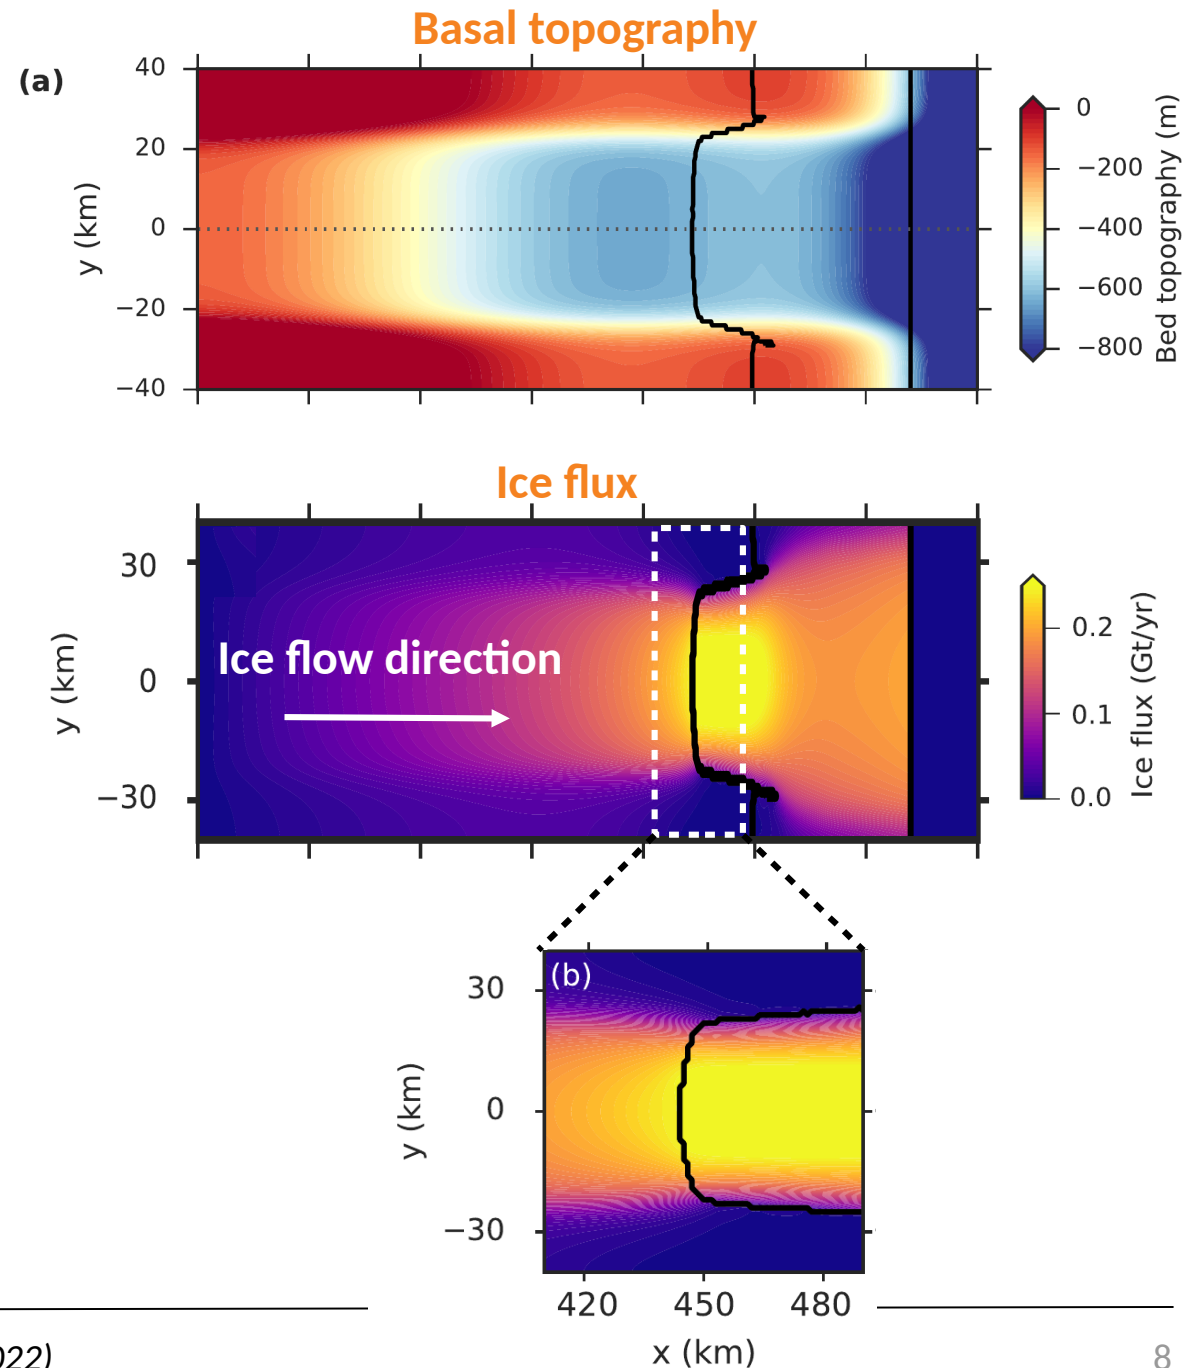 Basal topography
(a)
40
20
0
−20
−40
y (km)
0
−200
−400
−600
−800
Bed topography (m)
Ice flux
30
0
−30
y (km)
Ice flow direction
0.2
0.1
0.0
Ice flux (Gt/yr)
(b)
30
0
−30
y (km)
420 450 480
x (km)
022)
8